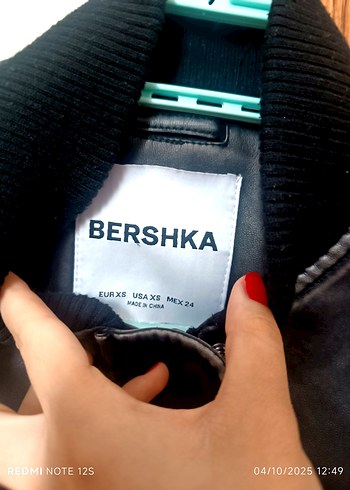 BERSHKA
EUR XS USA XS MEX 24
MADE IN CHINA
REDMI NOTE 12S
04/10/2025 12:49